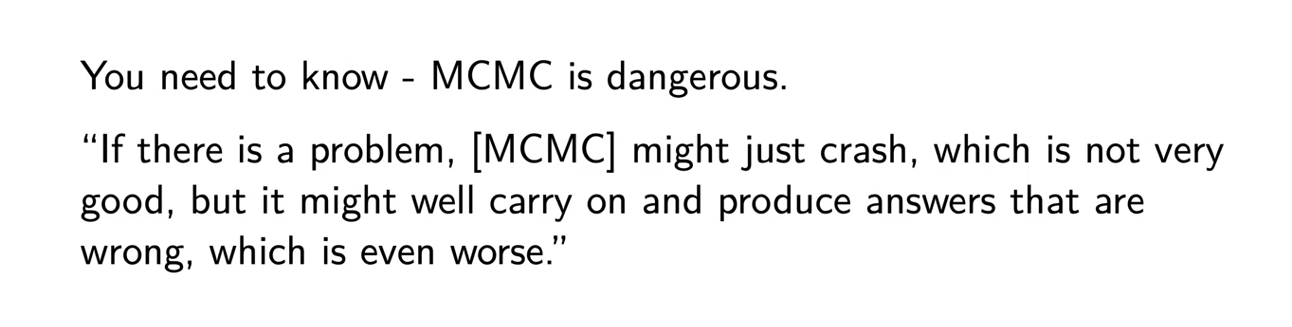 You need to know - MCMC is dangerous.
“If there is a problem, [MCMC] might just crash, which is not very
good, but it might well carry on and produce answers that are
wrong, which is even worse.”